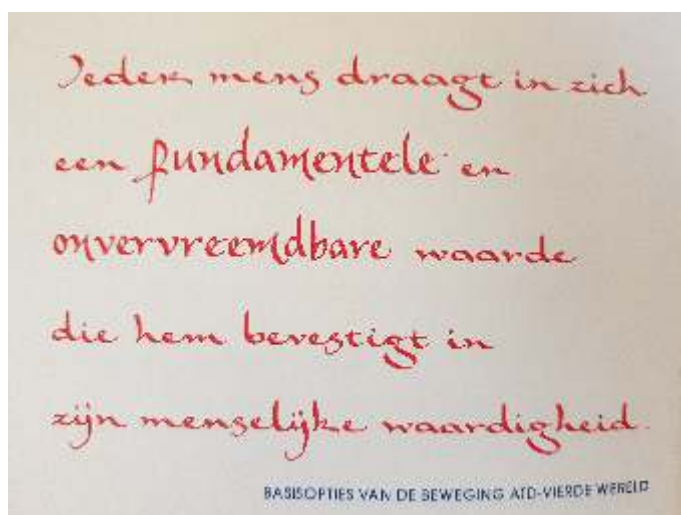 Ieder mens draagt in zich
een fundamentele en
onvervreemdbare waarde
die hem bevestigt in
zijn menselijke waardigheid.
BASISOPTIES VAN DE BEWEGING ATD-VIERDE WERELD